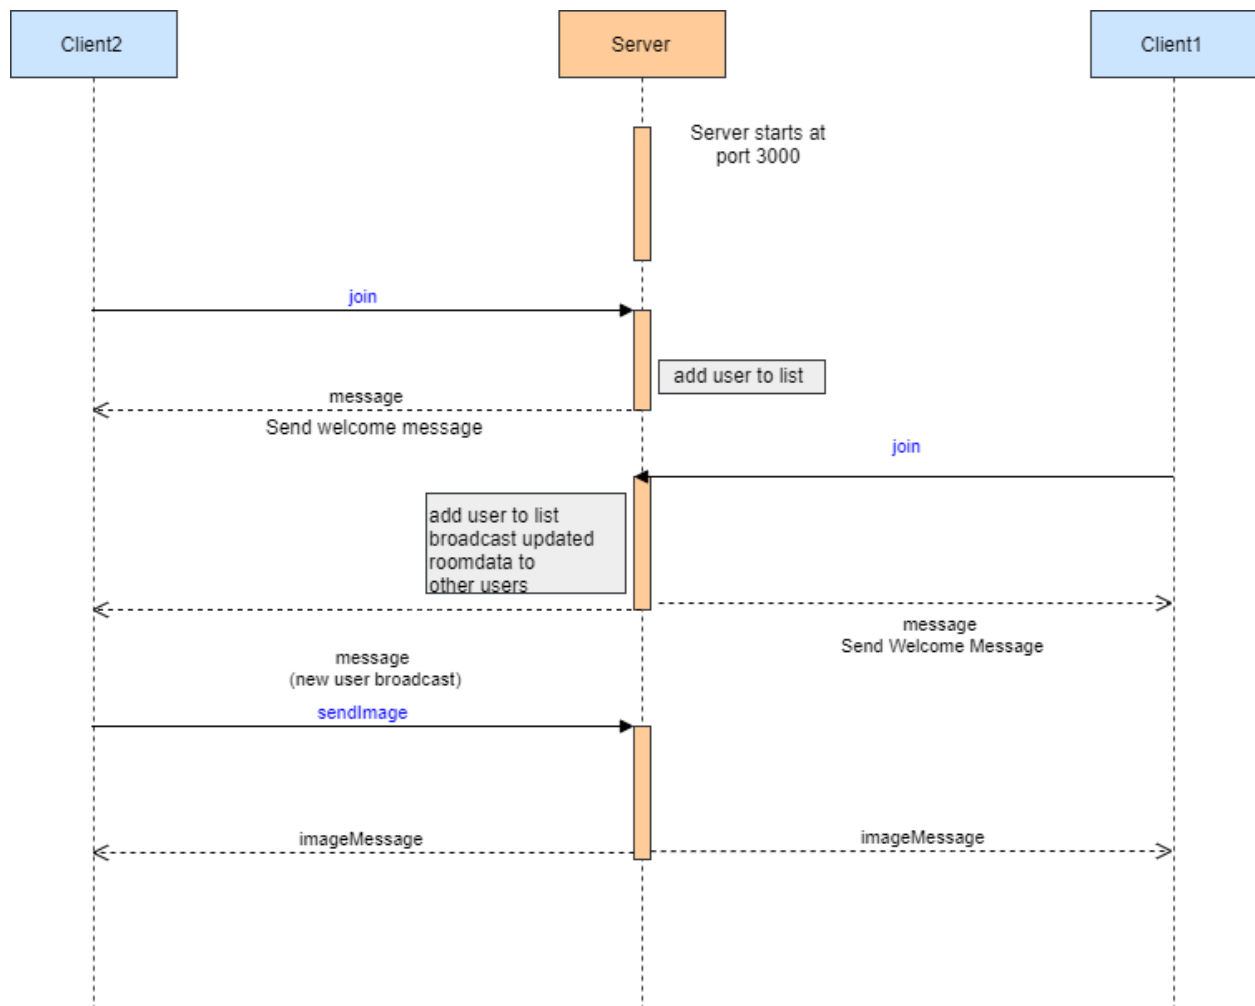 Client2
Server
Client1
Server starts at
port 3000
join
add user to list
message
Send welcome message
join
add user to list
broadcast updated
roomdata to
other users
message
Send Welcome Message
message
(new user broadcast)
sendImage
imageMessage
imageMessage